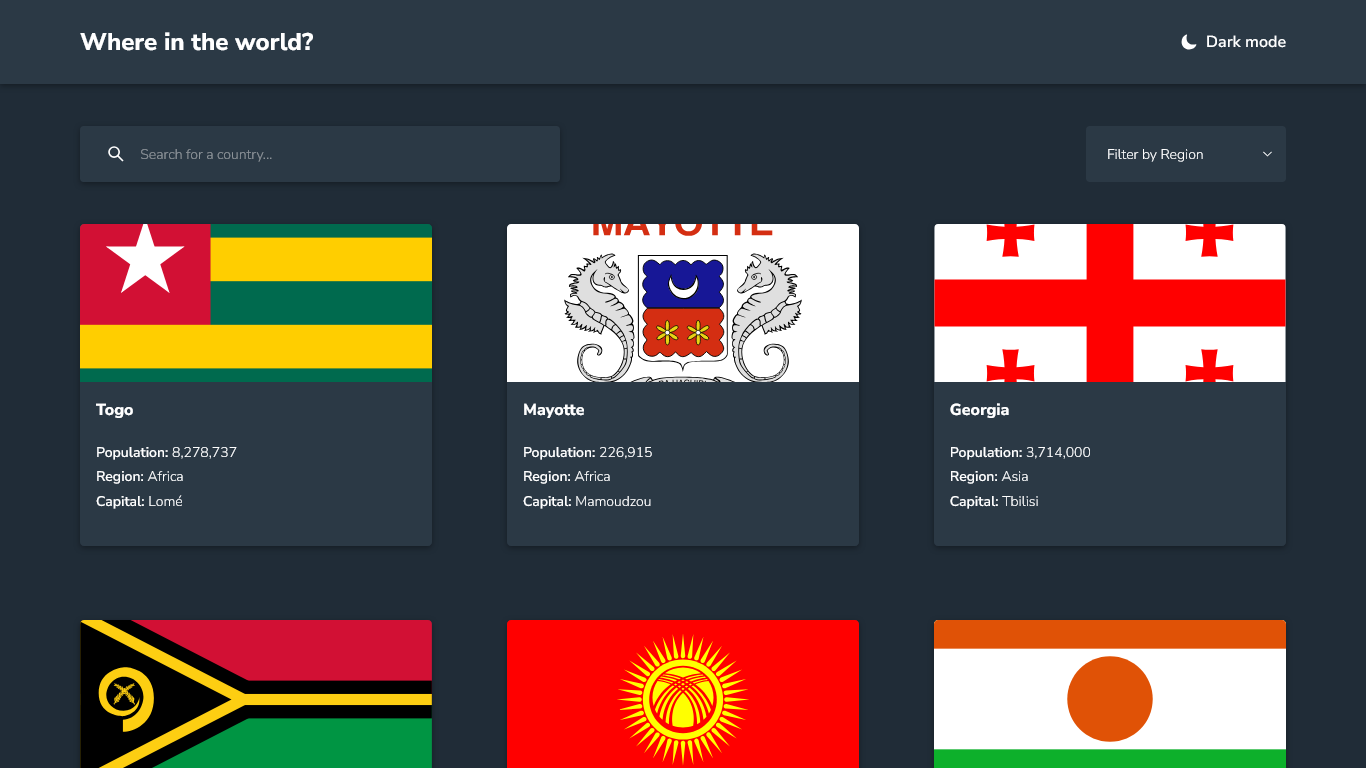 Where in the world?
Dark mode
Search for a country...
Filter by Region
MAYOTTE
Togo
Population: 8,278,737
Region: Africa
Capital: Lomé
Mayotte
Population: 226,915
Region: Africa
Capital: Mamoudzou
Georgia
Population: 3,714,000
Region: Asia
Capital: Tbilisi